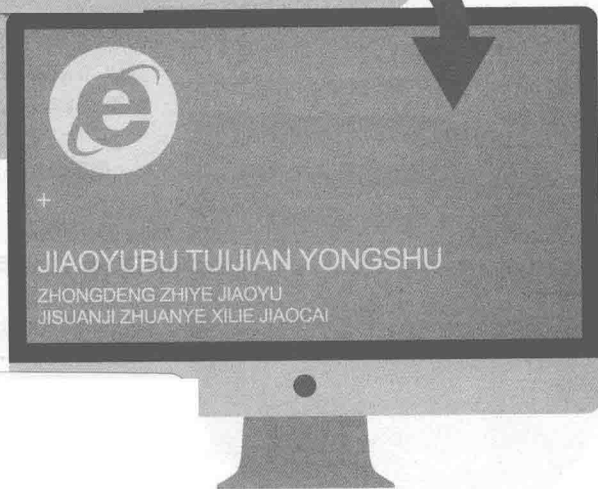 e
+
JIAOYUBU TUIJIAN YONGSHU
ZHONGDENG ZHIYE JIAOYU
JISUANJI ZHUANYE XILIE JIAOCAI